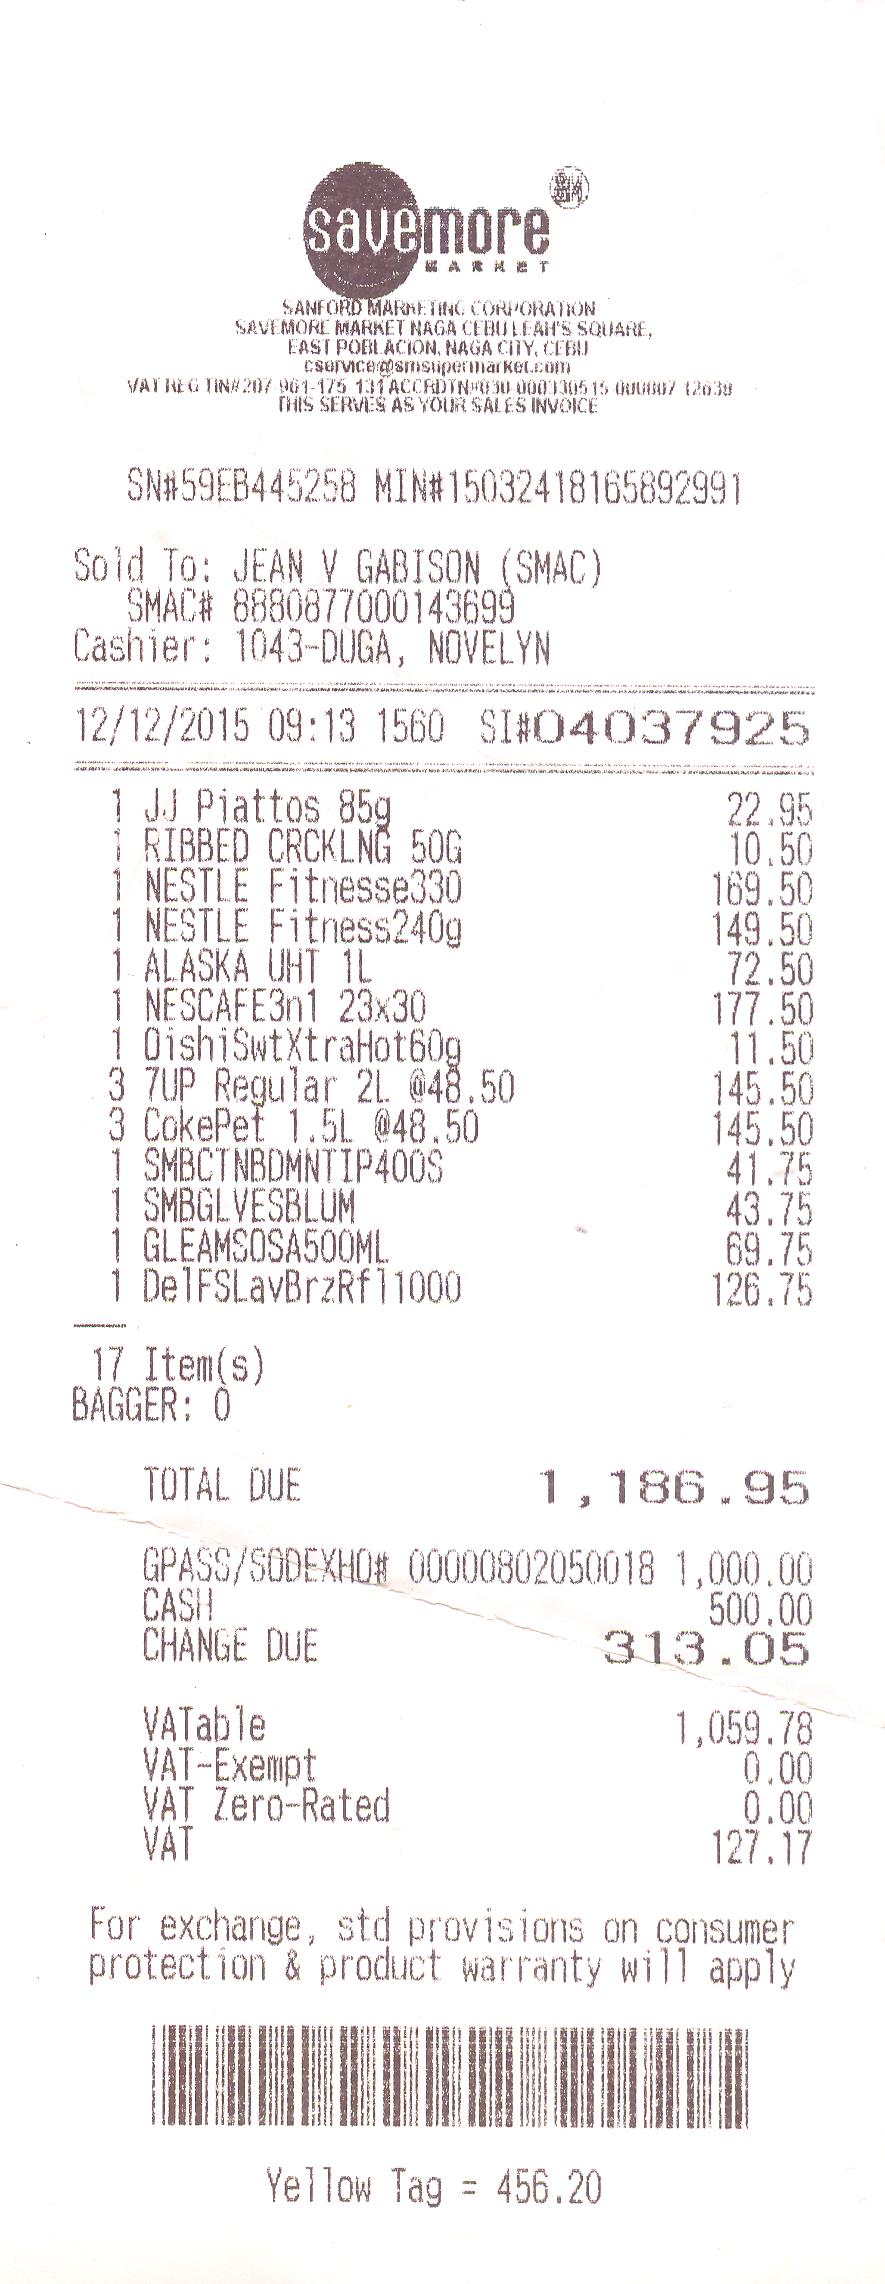 savemore
MARKET
SM
SANFORD MARKETING CORPORATION
SAVEMORE MARKET NAGA CEBU LEAH'S SQUARE,
EAST POBLACION, NAGA CITY, CEBU
cservice@smsupermarket.com
VAT REG TIN#207-961-175-131 ACCRDTN#030-000330515-000007 12639
THIS SERVES AS YOUR SALES INVOICE
SN#59EB445258 MIN#15032418165892991
Sold To: JEAN V GABISON (SMAC)
SMAC# 8880877000143699
Cashier: 1043-DUGA, NOVELYN
12/12/2015 09:13 1560 SI#04037925
1 JJ Piattos 85g 22.95
1 RIBBED CRCKLNG 50G 10.50
1 NESTLE Fitnesse330 169.50
1 NESTLE Fitness240g 149.50
1 ALASKA UHT 1L 72.50
1 NESCAFE3n1 23x30 177.50
1 OishiSwtXtraHot60g 11.50
3 7UP Regular 2L @48.50 145.50
3 CokePet 1.5L @48.50 145.50
1 SMBCTNBDMNTIP400S 41.75
1 SMBGLVESBLUM 43.75
1 GLEAMSOSA500ML 69.75
1 DelFSLavBrzRfl1000 126.75
17 Item(s)
BAGGER: 0
TOTAL DUE 1,186.95
GPASS/SODEXHO# 00000802050018 1,000.00
CASH 500.00
CHANGE DUE 313.05
VATable 1,059.78
VAT-Exempt 0.00
VAT Zero-Rated 0.00
VAT 127.17
For exchange, std provisions on consumer
protection & product warranty will apply
Yellow Tag = 456.20